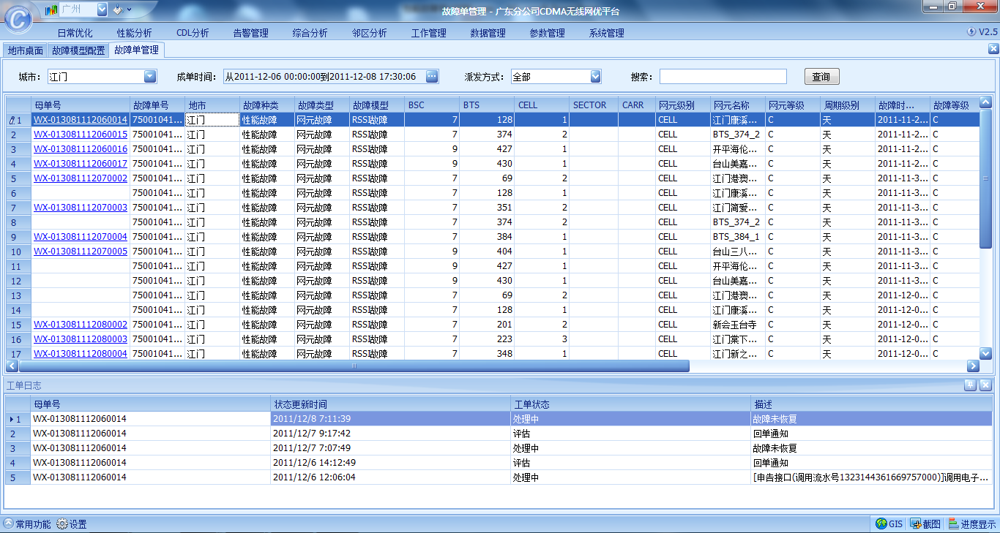 广州
故障单管理 - 广东分公司CDMA无线网优平台
日常优化 性能分析 CDL分析 告警管理 综合分析 邻区分析 工作管理 数据管理 参数管理 系统管理 V2.5
地市桌面 故障模型配置 故障单管理
城市: 江门 成单时间: 从2011-12-06 00:00:00到2011-12-08 17:30:06 派发方式: 全部 搜索: 查询
母单号 故障单号 地市 故障种类 故障类型 故障模型 BSC BTS CELL SECTOR CARR 网元级别 网元名称 网元等级 周期级别 故障时... 故障等级
1 WX-013081112060014 75001041... 江门 性能故障 网元故障 RSSI故障 7 128 1 CELL 江门康溪... C 天 2011-11-2... C
2 WX-013081112060015 75001041... 江门 性能故障 网元故障 RSSI故障 7 374 2 CELL BTS_374_2 C 天 2011-11-2... C
3 WX-013081112060016 75001041... 江门 性能故障 网元故障 RSSI故障 9 427 1 CELL 开平海伦... C 天 2011-11-2... C
4 WX-013081112060017 75001041... 江门 性能故障 网元故障 RSSI故障 9 430 1 CELL 台山美嘉... C 天 2011-11-2... C
5 WX-013081112070002 75001041... 江门 性能故障 网元故障 RSSI故障 7 69 2 CELL 江门港澳... C 天 2011-11-3... C
6 75001041... 江门 性能故障 网元故障 RSSI故障 7 128 1 CELL 江门康溪... C 天 2011-11-3... C
7 WX-013081112070003 75001041... 江门 性能故障 网元故障 RSSI故障 7 351 2 CELL 江门简爱... C 天 2011-11-3... C
8 75001041... 江门 性能故障 网元故障 RSSI故障 7 374 2 CELL BTS_374_2 C 天 2011-11-3... C
9 WX-013081112070004 75001041... 江门 性能故障 网元故障 RSSI故障 7 384 1 CELL BTS_384_1 C 天 2011-11-3... C
10 WX-013081112070005 75001041... 江门 性能故障 网元故障 RSSI故障 9 404 1 CELL 台山三八... C 天 2011-11-3... C
11 75001041... 江门 性能故障 网元故障 RSSI故障 9 427 1 CELL 开平海伦... C 天 2011-11-3... C
12 75001041... 江门 性能故障 网元故障 RSSI故障 9 430 1 CELL 台山美嘉... C 天 2011-11-3... C
13 75001041... 江门 性能故障 网元故障 RSSI故障 7 69 2 CELL 江门港澳... C 天 2011-12-0... C
14 75001041... 江门 性能故障 网元故障 RSSI故障 7 128 1 CELL 江门康溪... C 天 2011-12-0... C
15 WX-013081112080002 75001041... 江门 性能故障 网元故障 RSSI故障 7 201 2 CELL 新会玉台寺 C 天 2011-12-0... C
16 WX-013081112080003 75001041... 江门 性能故障 网元故障 RSSI故障 7 223 3 CELL 江门棠下... C 天 2011-12-0... C
17 WX-013081112080004 75001041... 江门 性能故障 网元故障 RSSI故障 7 348 1 CELL 江门新之... C 天 2011-12-0... C
工单日志
母单号 状态更新时间 工单状态 描述
1 WX-013081112060014 2011/12/8 7:11:39 处理中 故障未恢复
2 WX-013081112060014 2011/12/7 9:17:42 评估 回单通知
3 WX-013081112060014 2011/12/7 7:07:49 处理中 故障未恢复
4 WX-013081112060014 2011/12/6 14:12:49 评估 回单通知
5 WX-013081112060014 2011/12/6 12:06:04 处理中 [申告接口(调用流水号1323144361669757000)]调用电子...
常用功能 设置 GIS 截图 进度显示